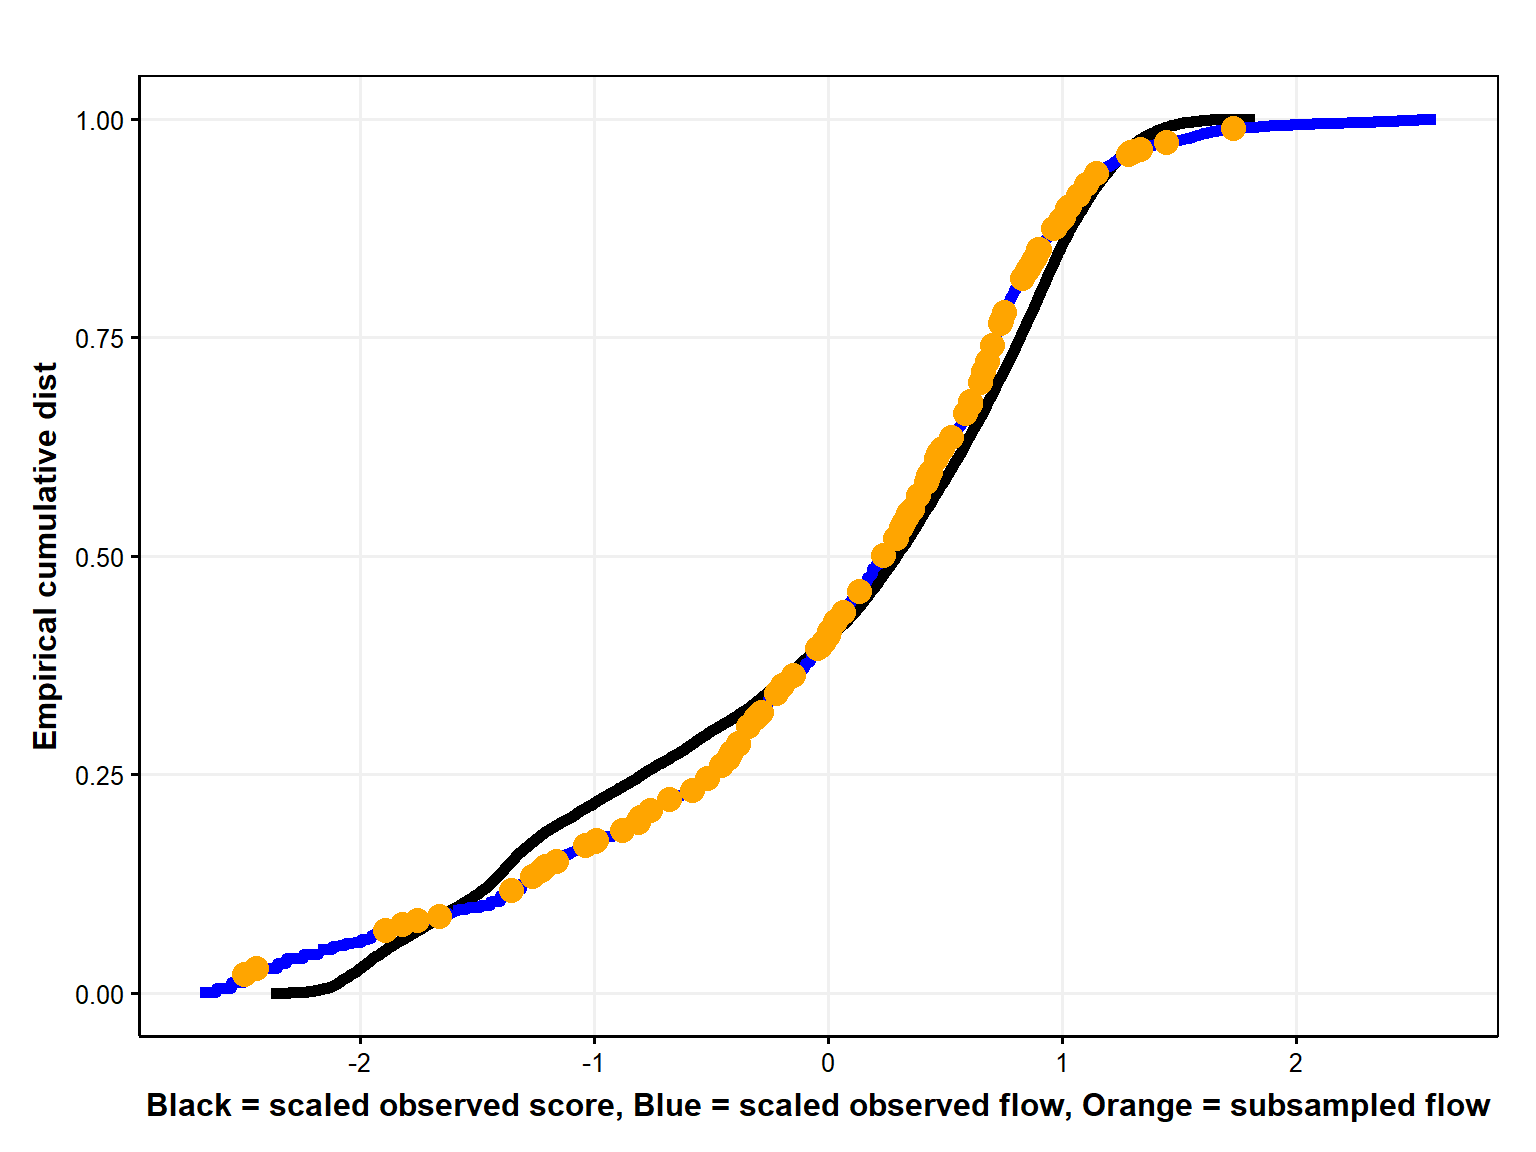 1.00
0.75
0.50
0.25
0.00
Empirical cumulative dist
-2 -1 0 1 2
Black = scaled observed score, Blue = scaled observed flow, Orange = subsampled flow